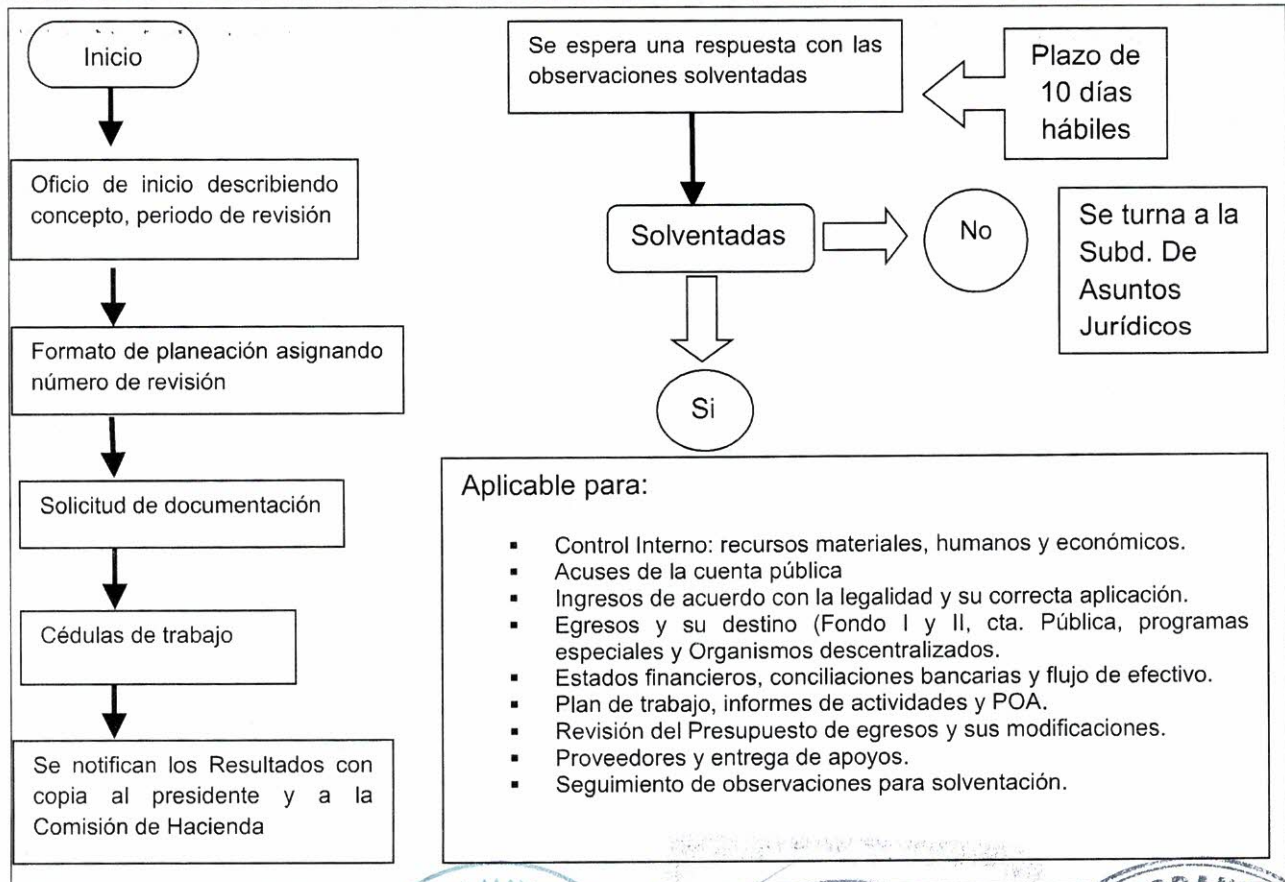 Inicio
Oficio de inicio describiendo
concepto, periodo de revisión
Formato de planeación asignando
número de revisión
Solicitud de documentación
Cédulas de trabajo
Se notifican los Resultados con
copia al presidente y a la
Comisión de Hacienda
Se espera una respuesta con las
observaciones solventadas
Plazo de
10 días
hábiles
Solventadas
No
Se turna a la
Subd. De
Asuntos
Jurídicos
Si
Aplicable para:
▪ Control Interno: recursos materiales, humanos y económicos.
▪ Acuses de la cuenta pública
▪ Ingresos de acuerdo con la legalidad y su correcta aplicación.
▪ Egresos y su destino (Fondo I y II, cta. Pública, programas
especiales y Organismos descentralizados.
▪ Estados financieros, conciliaciones bancarias y flujo de efectivo.
▪ Plan de trabajo, informes de actividades y POA.
▪ Revisión del Presupuesto de egresos y sus modificaciones.
▪ Proveedores y entrega de apoyos.
▪ Seguimiento de observaciones para solventación.